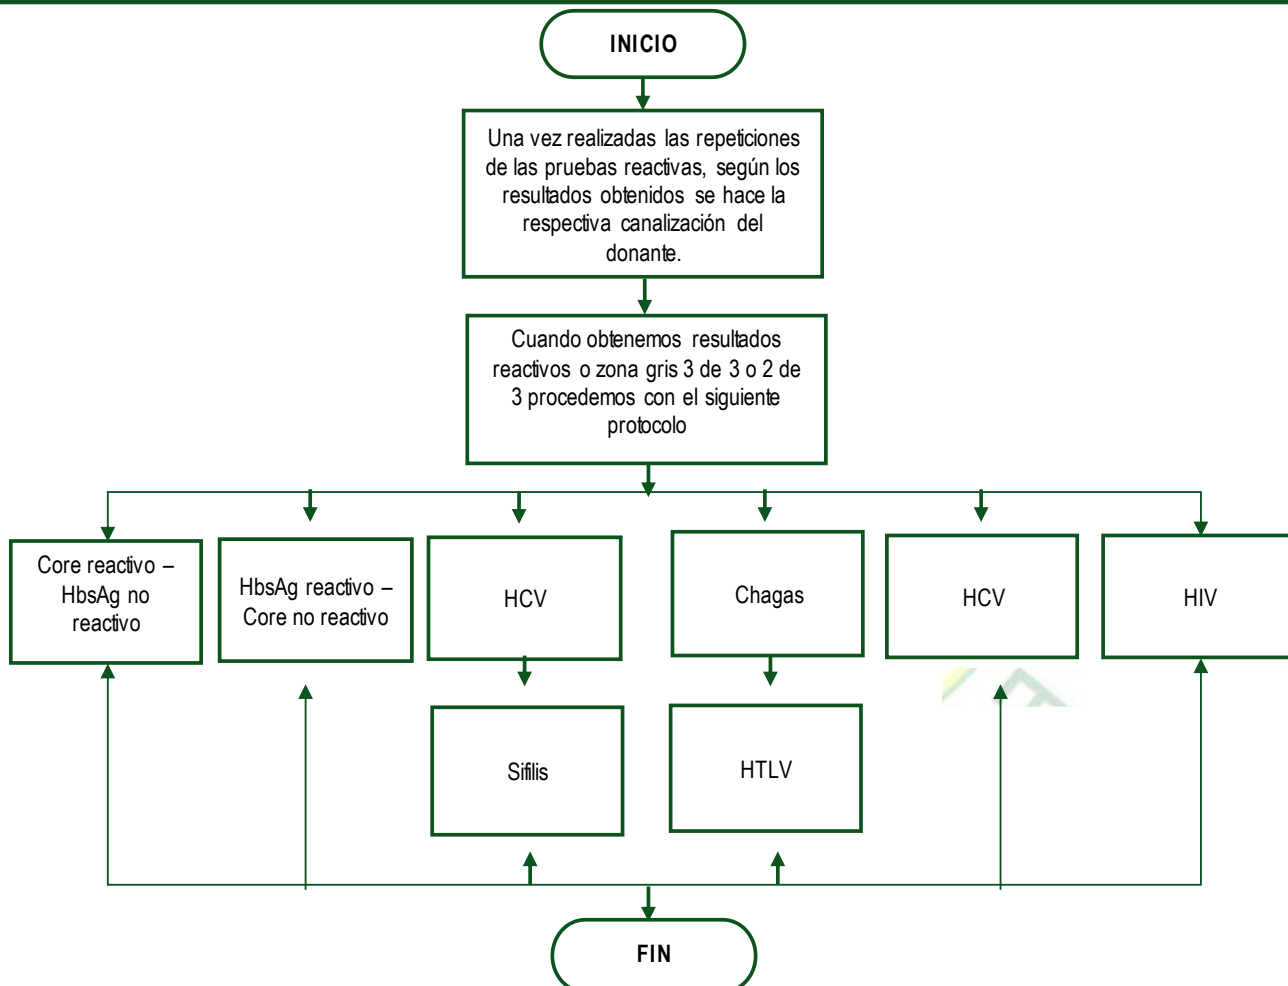 INICIO
Una vez realizadas las repeticiones
de las pruebas reactivas, según los
resultados obtenidos se hace la
respectiva canalización del
donante.
Cuando obtenemos resultados
reactivos o zona gris 3 de 3 o 2 de
3 procedemos con el siguiente
protocolo
Core reactivo –
HbsAg no
reactivo
HbsAg reactivo –
Core no reactivo
HCV
Chagas
HCV
HIV
Sifilis
HTLV
FIN